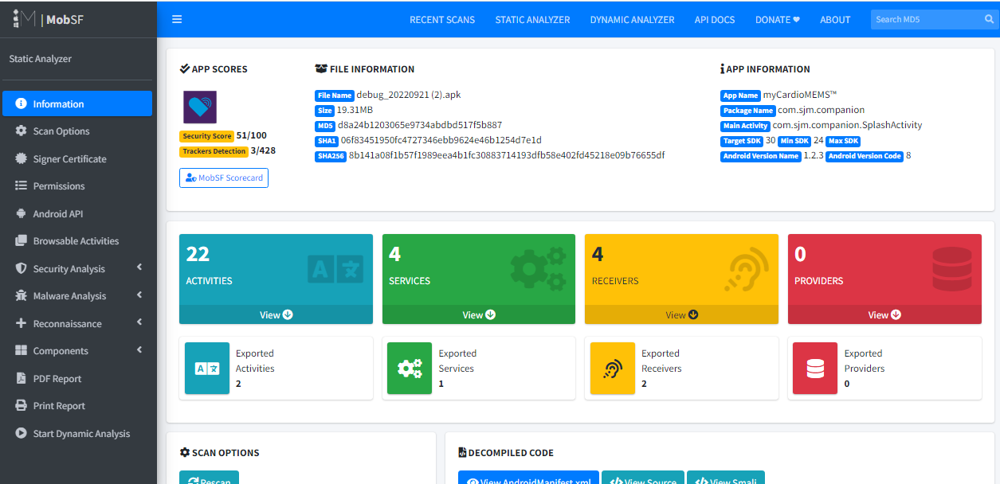 MobSF
RECENT SCANS STATIC ANALYZER DYNAMIC ANALYZER API DOCS DONATE ABOUT Search MD5
Static Analyzer
Information
Scan Options
Signer Certificate
Permissions
Android API
Browsable Activities
Security Analysis
Malware Analysis
Reconnaissance
Components
PDF Report
Print Report
Start Dynamic Analysis
APP SCORES
Security Score 51/100
Trackers Detection 3/428
MobSF Scorecard
FILE INFORMATION
File Name debug_20220921 (2).apk
Size 19.31MB
MD5 d8a24b1203065e9734abdbd517f5b887
SHA1 06f83451950fc4727346ebb9624e46b1254d7e1d
SHA256 8b141a08f1b57f1989eea4b1fc30883714193dfb58e402fd45218e09b76655df
APP INFORMATION
App Name myCardioMEMS™
Package Name com.sjm.companion
Main Activity com.sjm.companion.SplashActivity
Target SDK 30 Min SDK 24 Max SDK
Android Version Name 1.2.3 Android Version Code 8
22
ACTIVITIES
View
4
SERVICES
View
4
RECEIVERS
View
0
PROVIDERS
View
Exported
Activities
2
Exported
Services
1
Exported
Receivers
2
Exported
Providers
0
SCAN OPTIONS
Rescan
DECOMPILED CODE
View AndroidManifest.xml View Source View Smali